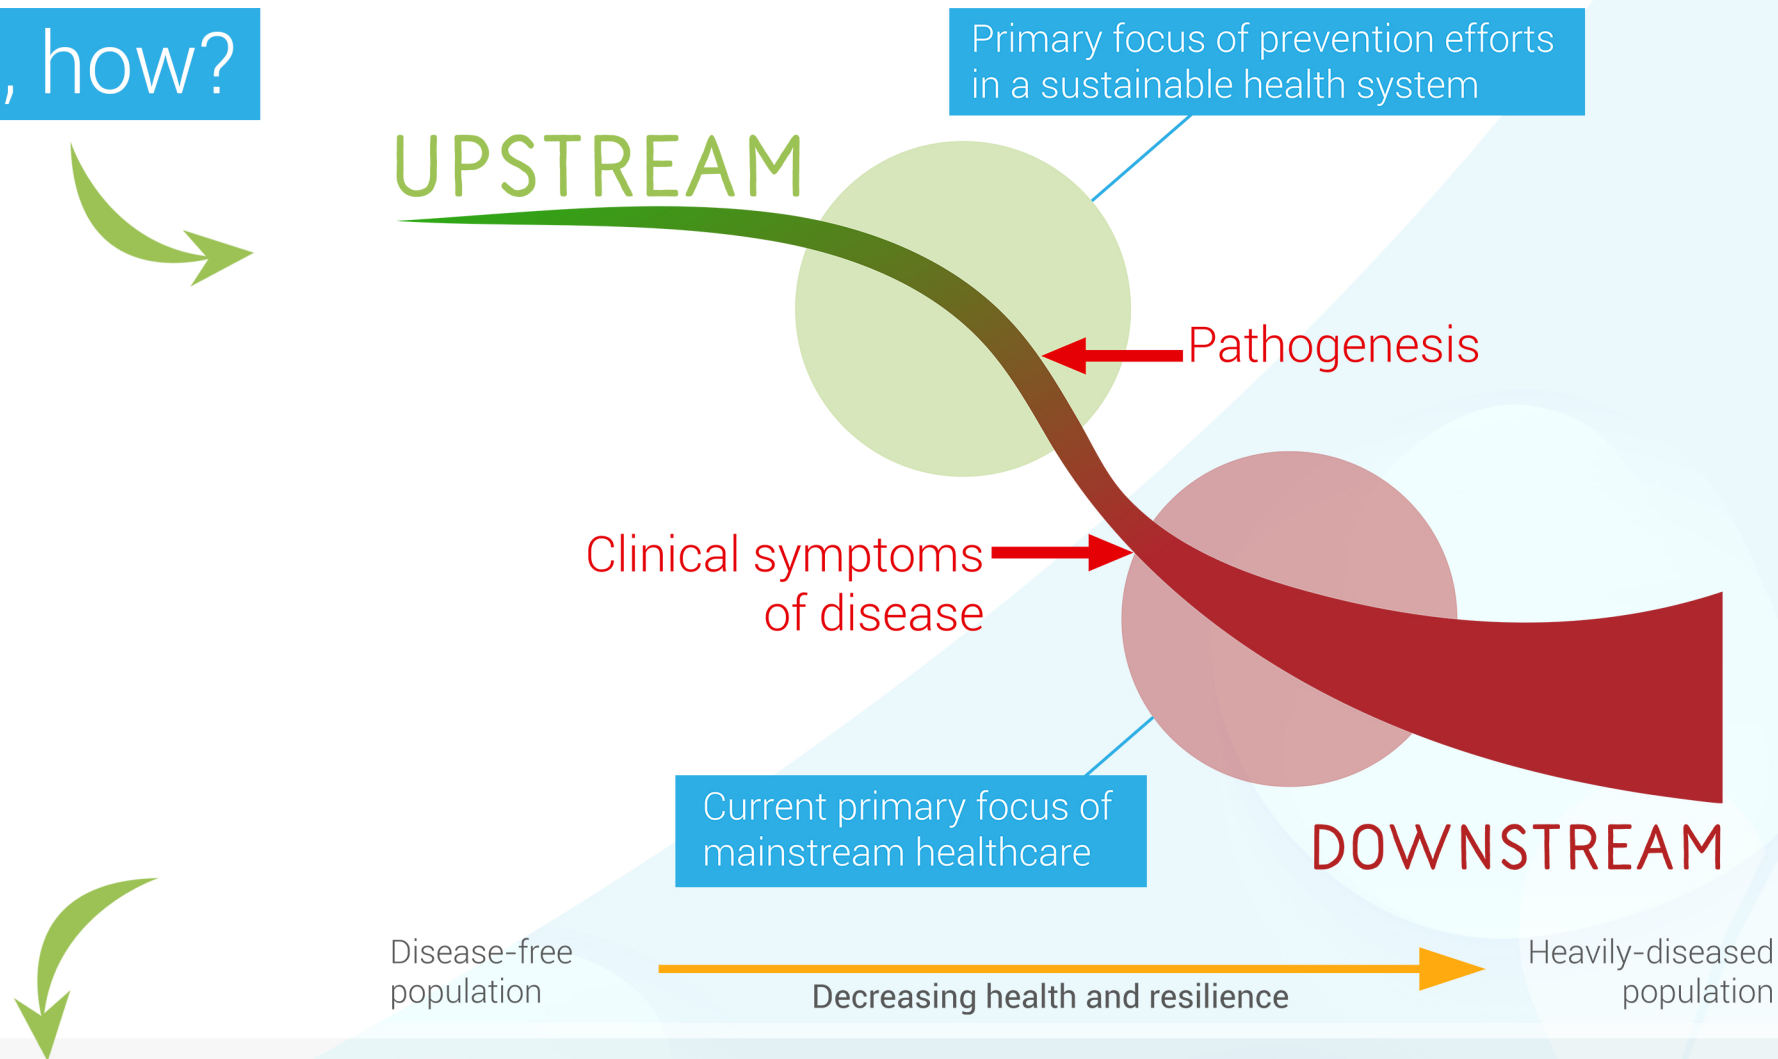 , how?
Primary focus of prevention efforts
in a sustainable health system
UPSTREAM
Pathogenesis
Clinical symptoms
of disease
Current primary focus of
mainstream healthcare
DOWNSTREAM
Disease-free
population
Decreasing health and resilience
Heavily-diseased
population